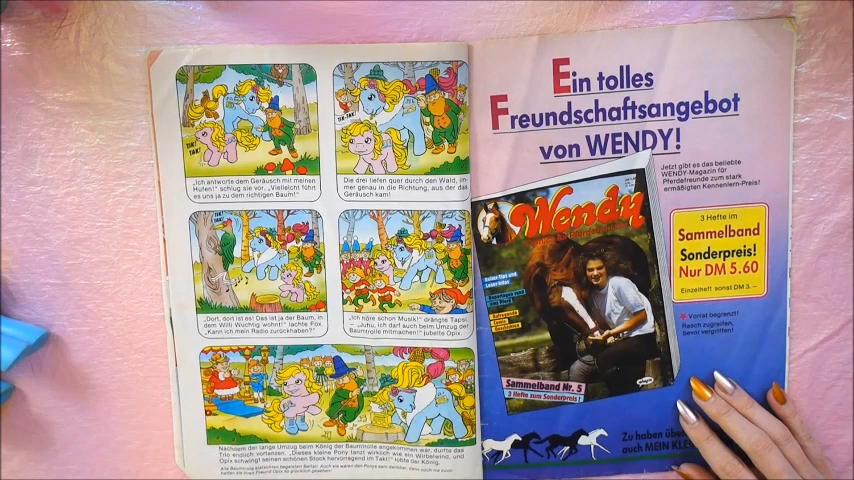 TIK! TAK!
„Ich antworte dem Geräusch mit meinen
Hufen!" schlug sie vor. „Vielleicht führt
es uns ja zu dem richtigen Baum!"
TIK-TAK!
Die drei liefen quer durch den Wald, im-
mer genau in die Richtung, aus der das
Geräusch kam!
TIK! TAK!
„Dort, dort ist es! Das ist ja der Baum, in
dem Willi Wuchtig wohnt!" lachte Fox.
„Kann ich mein Radio zurückhaben?"
„Ich höre schon Musik!" drängte Tapsi.
– „Juhu, ich darf auch beim Umzug der
Baumtrolle mitmachen!" jubelte Opix.
Nachdem der lange Umzug beim König der Baumtrolle angekommen war, durfte das
Trio endlich vortanzen. „Dieses kleine Pony tanzt wirklich wie ein Wirbelwind, und
Opix schwingt seinen schönen Stock hervorragend im Takt!" lobte der König.
Ein tolles
Freundschaftsangebot
von WENDY!
Jetzt gibt es das beliebte
WENDY-Magazin für
Pferdefreunde zum stark
ermäßigten Kennenlern-Preis!
Wendy
Sammelband Nr. 5
3 Hefte zum Sonderpreis!
3 Hefte im
Sammelband
Sonderpreis!
Nur DM 5.60
Einzelheft sonst DM 3.–
Vorrat begrenzt!
Rasch zugreifen,
bevor vergriffen!
Zu haben
auch MEIN